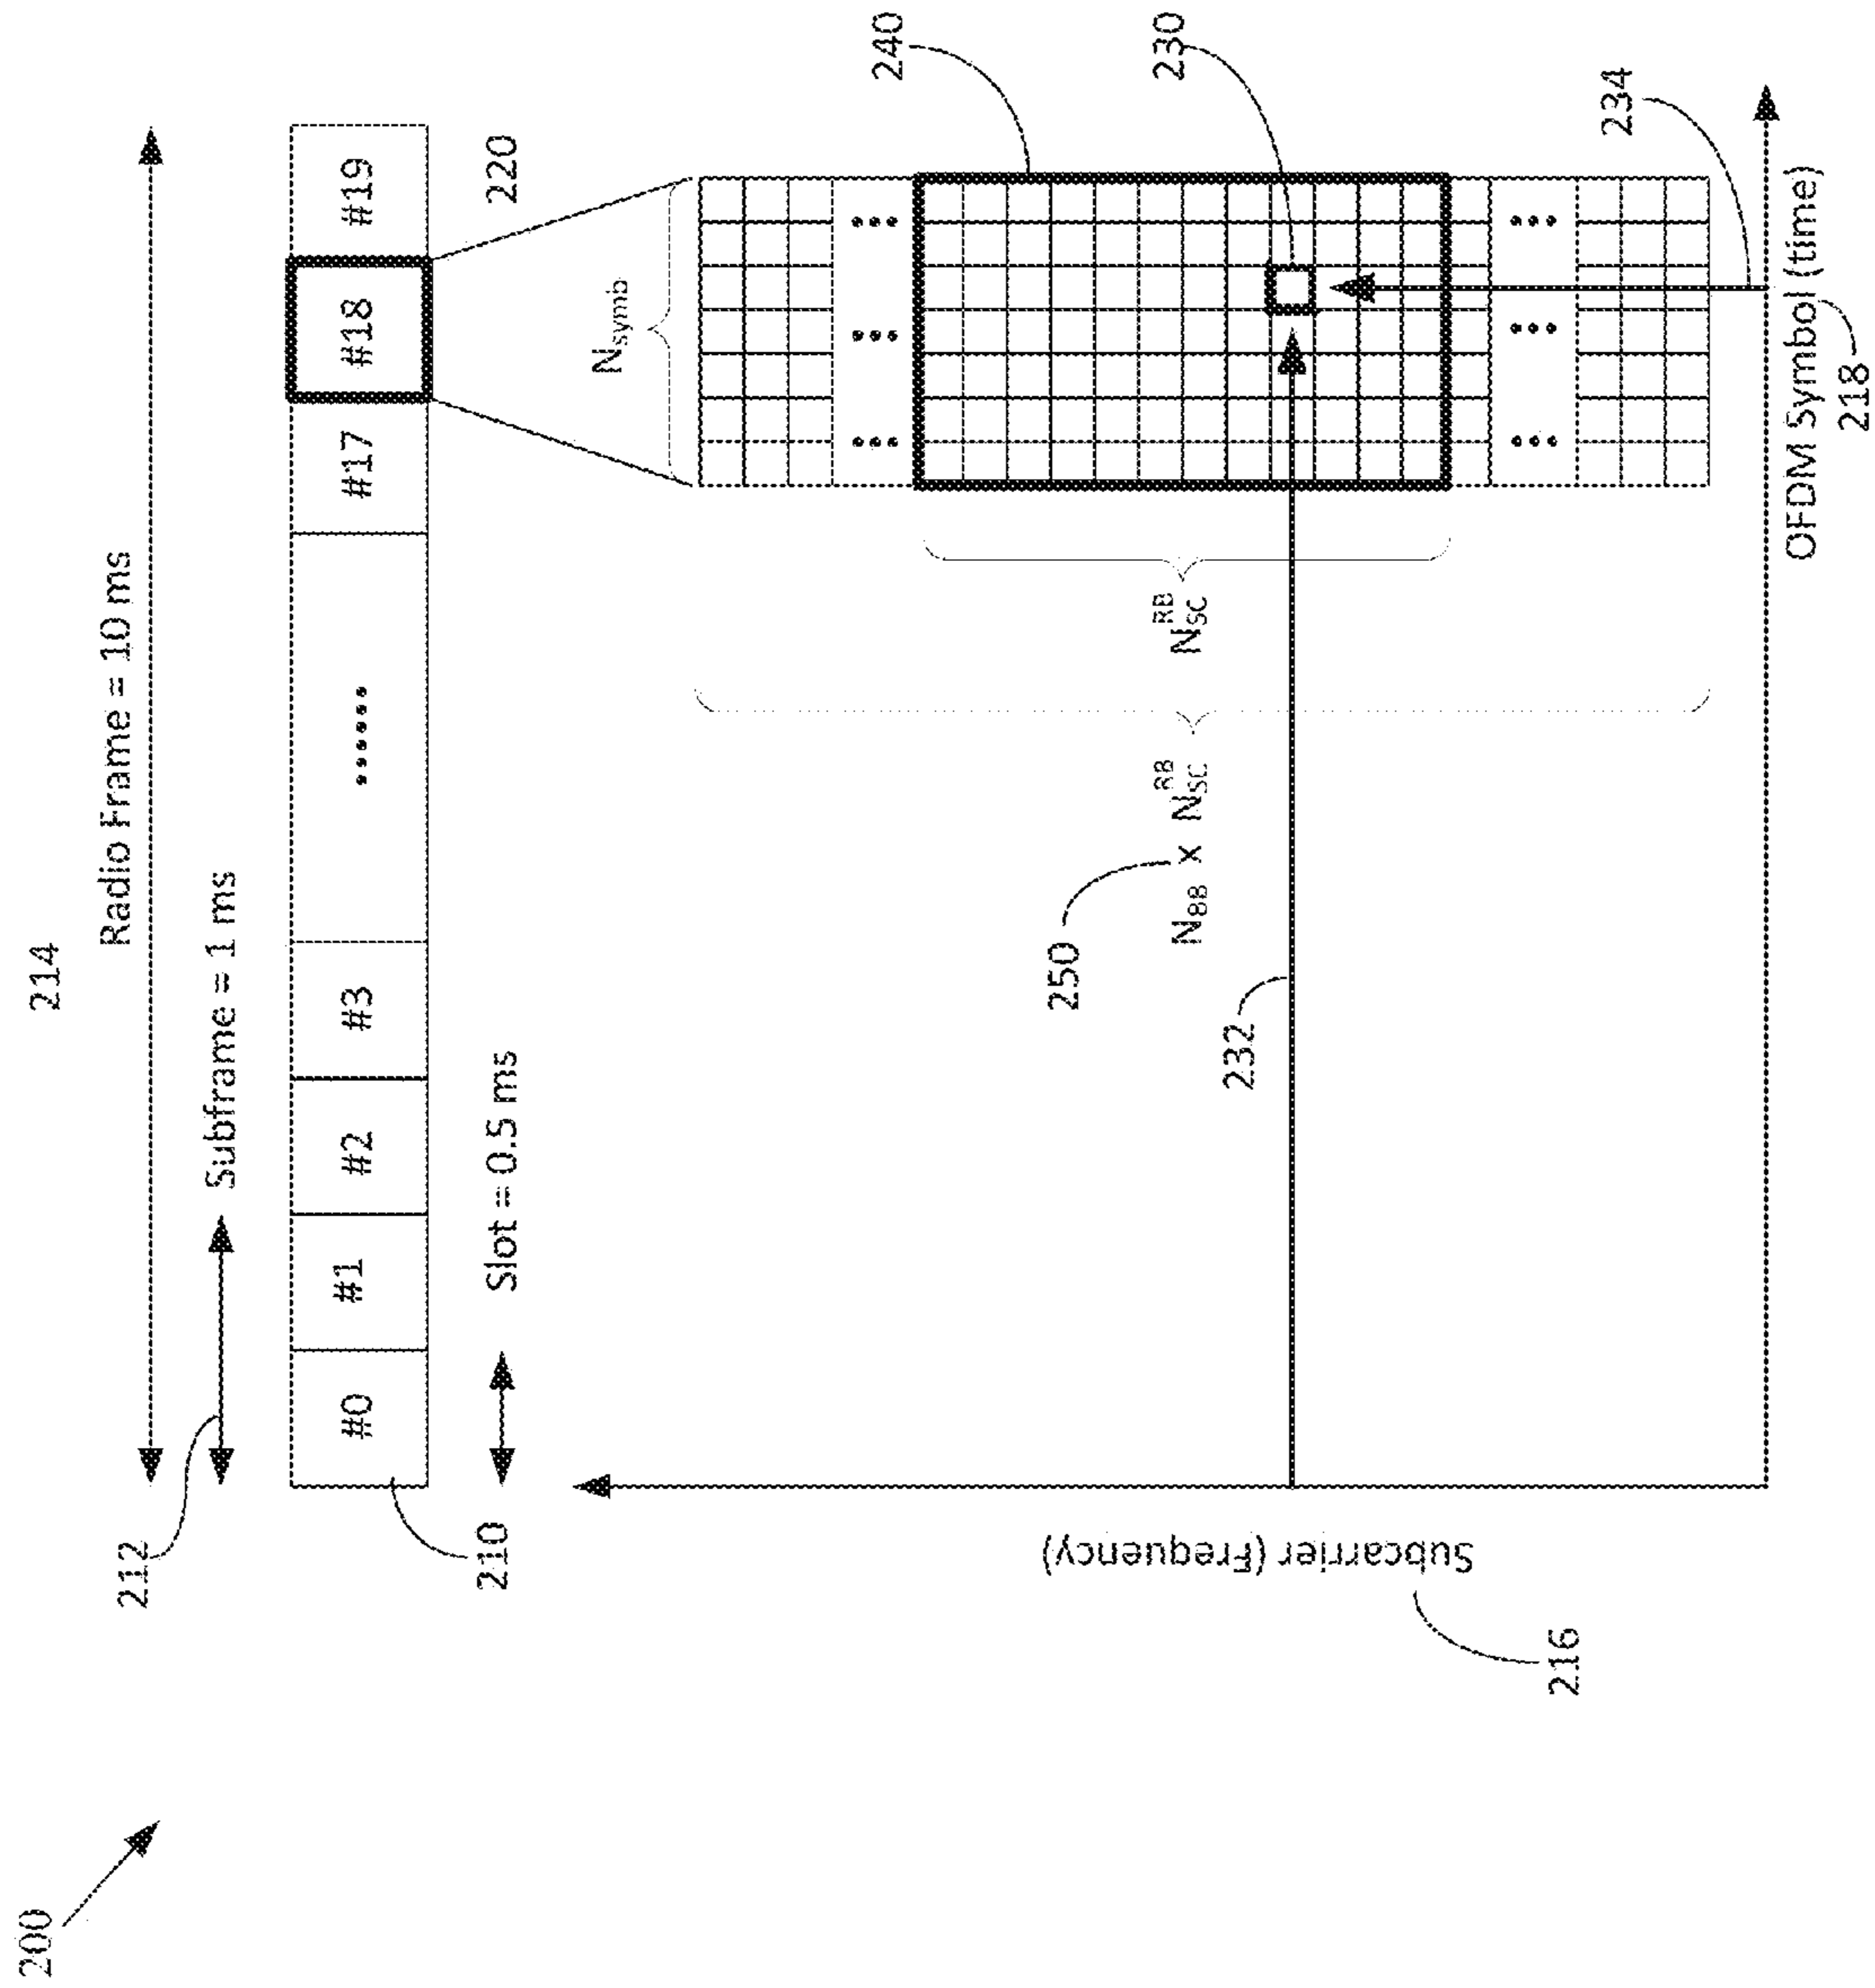 200
214
Radio Frame = 10 ms
212
Subframe = 1 ms
#0 #1 #2 #3 •••••• #17 #18 #19
210
Slot = 0.5 ms
220
N_symb
240
230
N_SC^RB
250
N_BB x N_SC^RB
232
234
Subcarrier (Frequency)
216
OFDM Symbol (time)
218